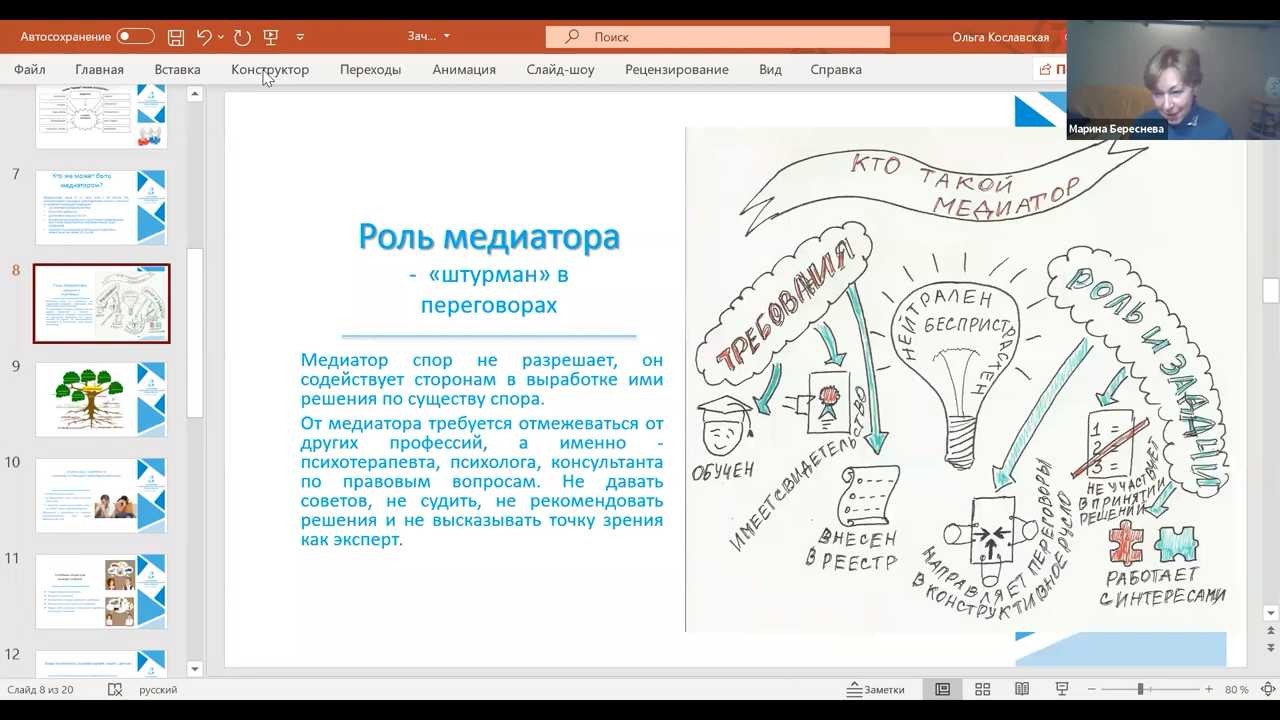 Автосохранение
Зач...
Поиск
Ольга Кославская
Файл
Главная
Вставка
Конструктор
Переходы
Анимация
Слайд-шоу
Рецензирование
Вид
Справка
Марина Береснева
7
Кто же может быть
медиатором?
8
9
10
11
12
Роль медиатора
- «штурман» в
переговорах
Медиатор спор не разрешает, он
содействует сторонам в выработке ими
решения по существу спора.
От медиатора требуется отмежеваться от
других профессий, а именно -
психотерапевта, психолога, консультанта
по правовым вопросам. Не давать
советов, не судить, не рекомендовать
решения и не высказывать точку зрения
как эксперт.
КТО ТАКОЙ
МЕДИАТОР
ТРЕБОВАНИЯ
ОБУЧЕН
ИМЕЕТ СВИДЕТЕЛЬСТВО
ВНЕСЕН
В РЕЕСТР
НЕЙТРАЛЕН
БЕСПРИСТРАСТЕН
РОЛЬ И ЗАДАЧИ
НАПРАВЛЯЕТ ПЕРЕГОВОРЫ
В КОНСТРУКТИВНОЕ РУСЛО
1
2
3
НЕ УЧАСТВУЕТ
В ПРИНЯТИИ
РЕШЕНИЙ
РАБОТАЕТ
С ИНТЕРЕСАМИ
Слайд 8 из 20
русский
Заметки
80 %